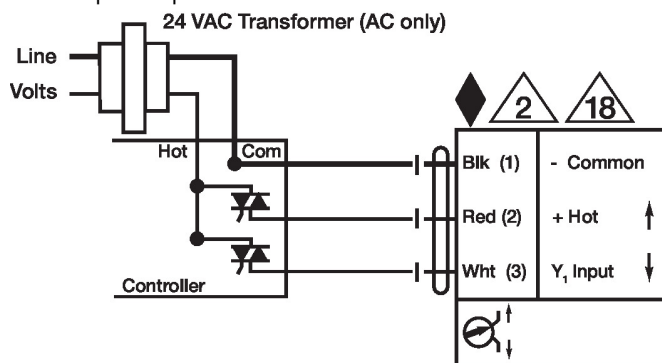 24 VAC Transformer (AC only)
Line
Volts
2
18
Hot
Com
Blk (1)
- Common
Red (2)
+ Hot
Wht (3)
Y₁ Input
Controller